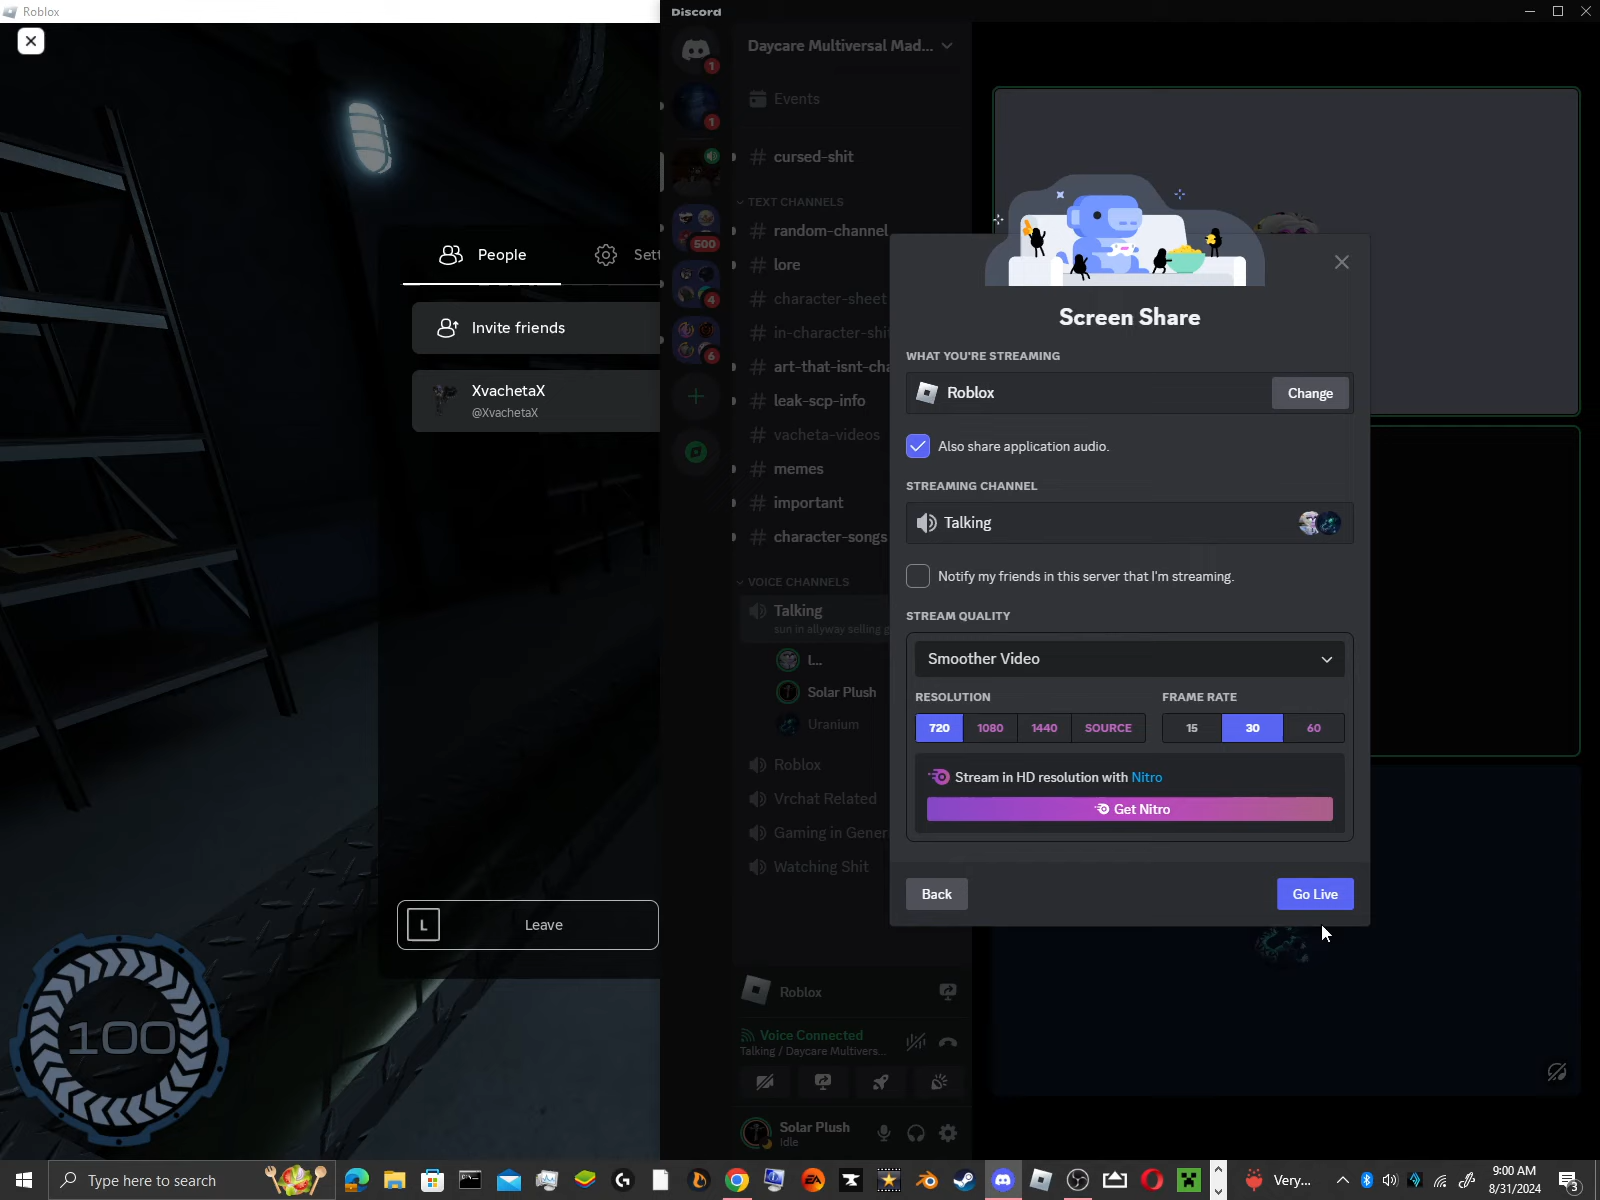 Roblox
People
Sett
Invite friends
XvachetaX
@XvachetaX
L
Leave
100
Discord
Daycare Multiversal Mad...
1
1
500
4
6
Events
cursed-shit
TEXT CHANNELS
random-channel
lore
character-sheet
in-character-shi
art-that-isnt-cha
leak-scp-info
vacheta-videos
memes
important
character-songs
VOICE CHANNELS
Talking
sun in allyway selling g
L...
Solar Plush
Uranium
Roblox
Vrchat Related
Gaming in Gener
Watching Shit
Roblox
Voice Connected
Talking / Daycare Multivers...
Solar Plush
Idle
Screen Share
WHAT YOU'RE STREAMING
Roblox
Change
Also share application audio.
STREAMING CHANNEL
Talking
Notify my friends in this server that I'm streaming.
STREAM QUALITY
Smoother Video
RESOLUTION
FRAME RATE
720 1080 1440 SOURCE
15 30 60
Stream in HD resolution with Nitro
Get Nitro
Back
Go Live
Type here to search
EA
Very...
9:00 AM
8/31/2024
3